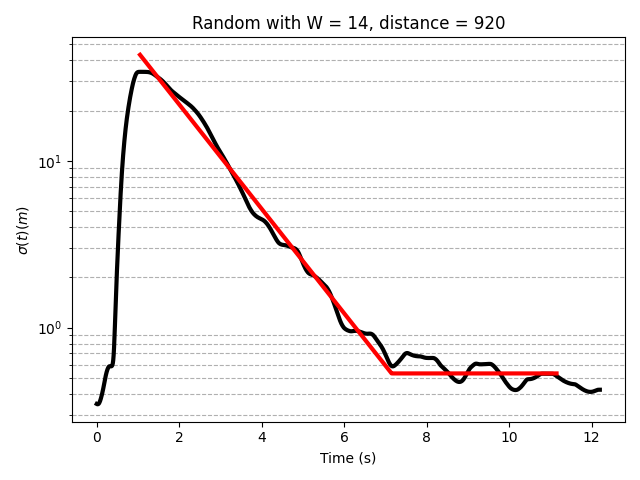 Random with W = 14, distance = 920
10¹
10⁰
σ(t)(m)
0 2 4 6 8 10 12
Time (s)